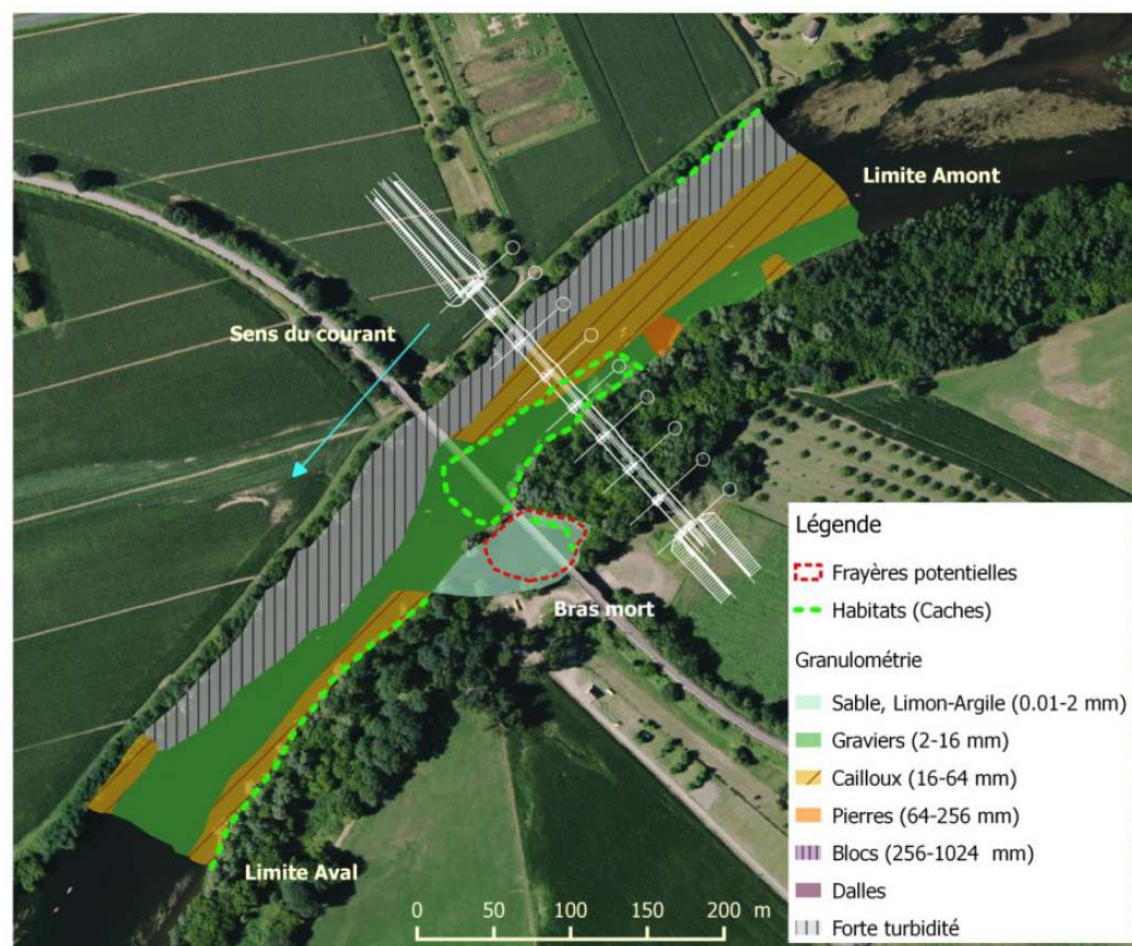 Limite Amont
Sens du courant
Bras mort
Limite Aval
0 50 100 150 200 m
Légende
Frayères potentielles
Habitats (Caches)
Granulométrie
Sable, Limon-Argile (0.01-2 mm)
Graviers (2-16 mm)
Cailloux (16-64 mm)
Pierres (64-256 mm)
Blocs (256-1024 mm)
Dalles
Forte turbidité